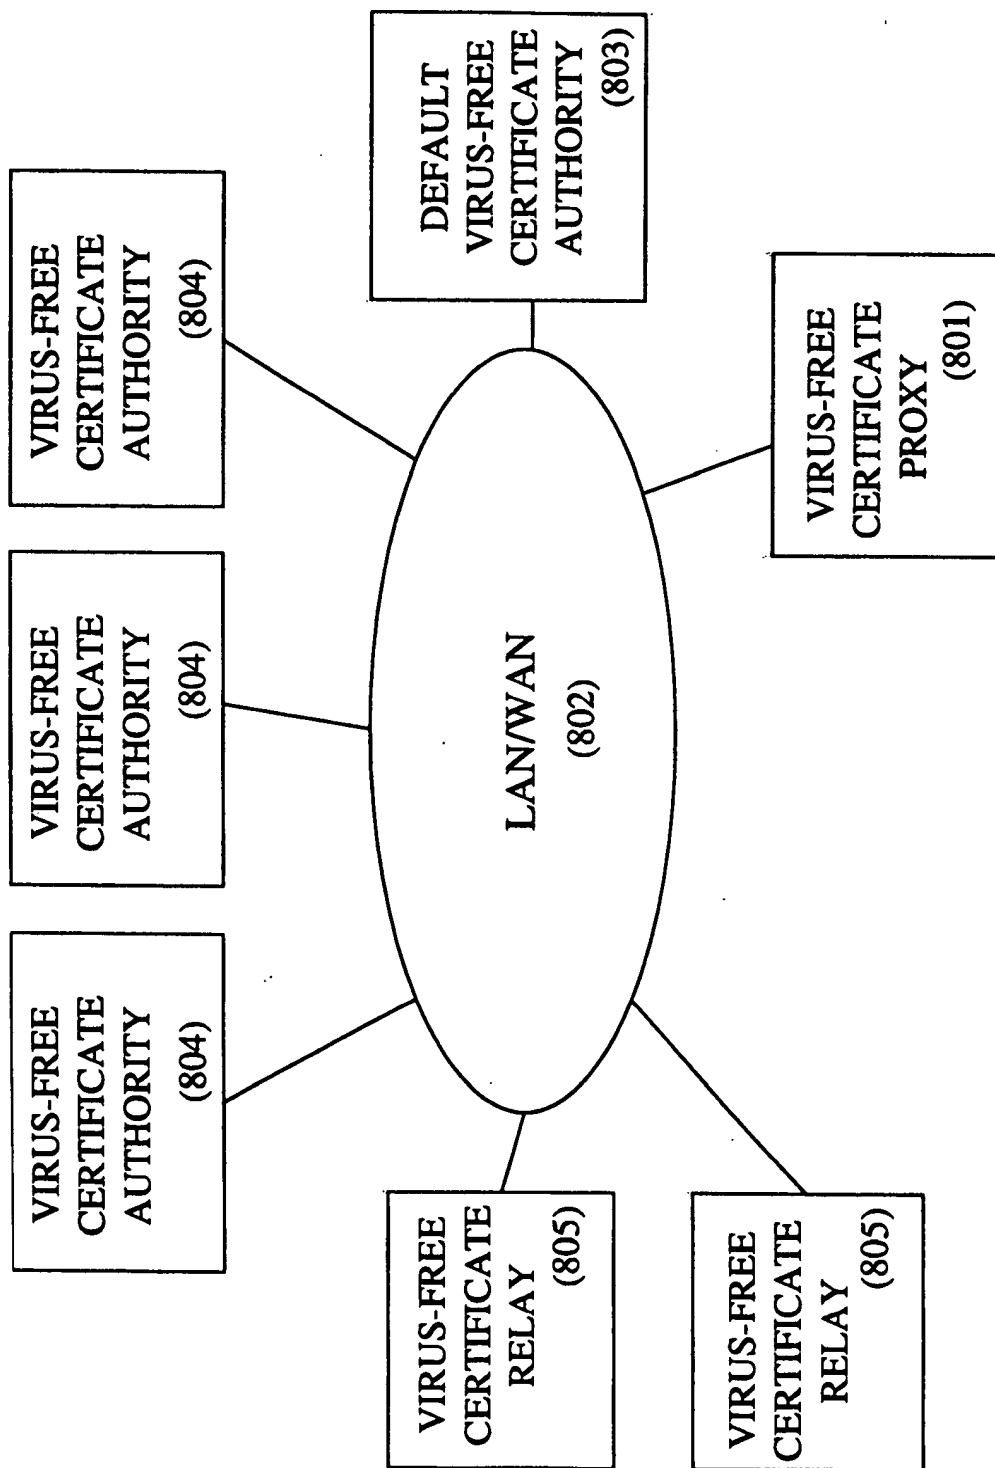 VIRUS-FREE
CERTIFICATE
AUTHORITY
(804)
VIRUS-FREE
CERTIFICATE
AUTHORITY
(804)
VIRUS-FREE
CERTIFICATE
AUTHORITY
(804)
VIRUS-FREE
CERTIFICATE
RELAY
(805)
LAN/WAN
(802)
DEFAULT
VIRUS-FREE
CERTIFICATE
AUTHORITY
(803)
VIRUS-FREE
CERTIFICATE
RELAY
(805)
VIRUS-FREE
CERTIFICATE
PROXY
(801)